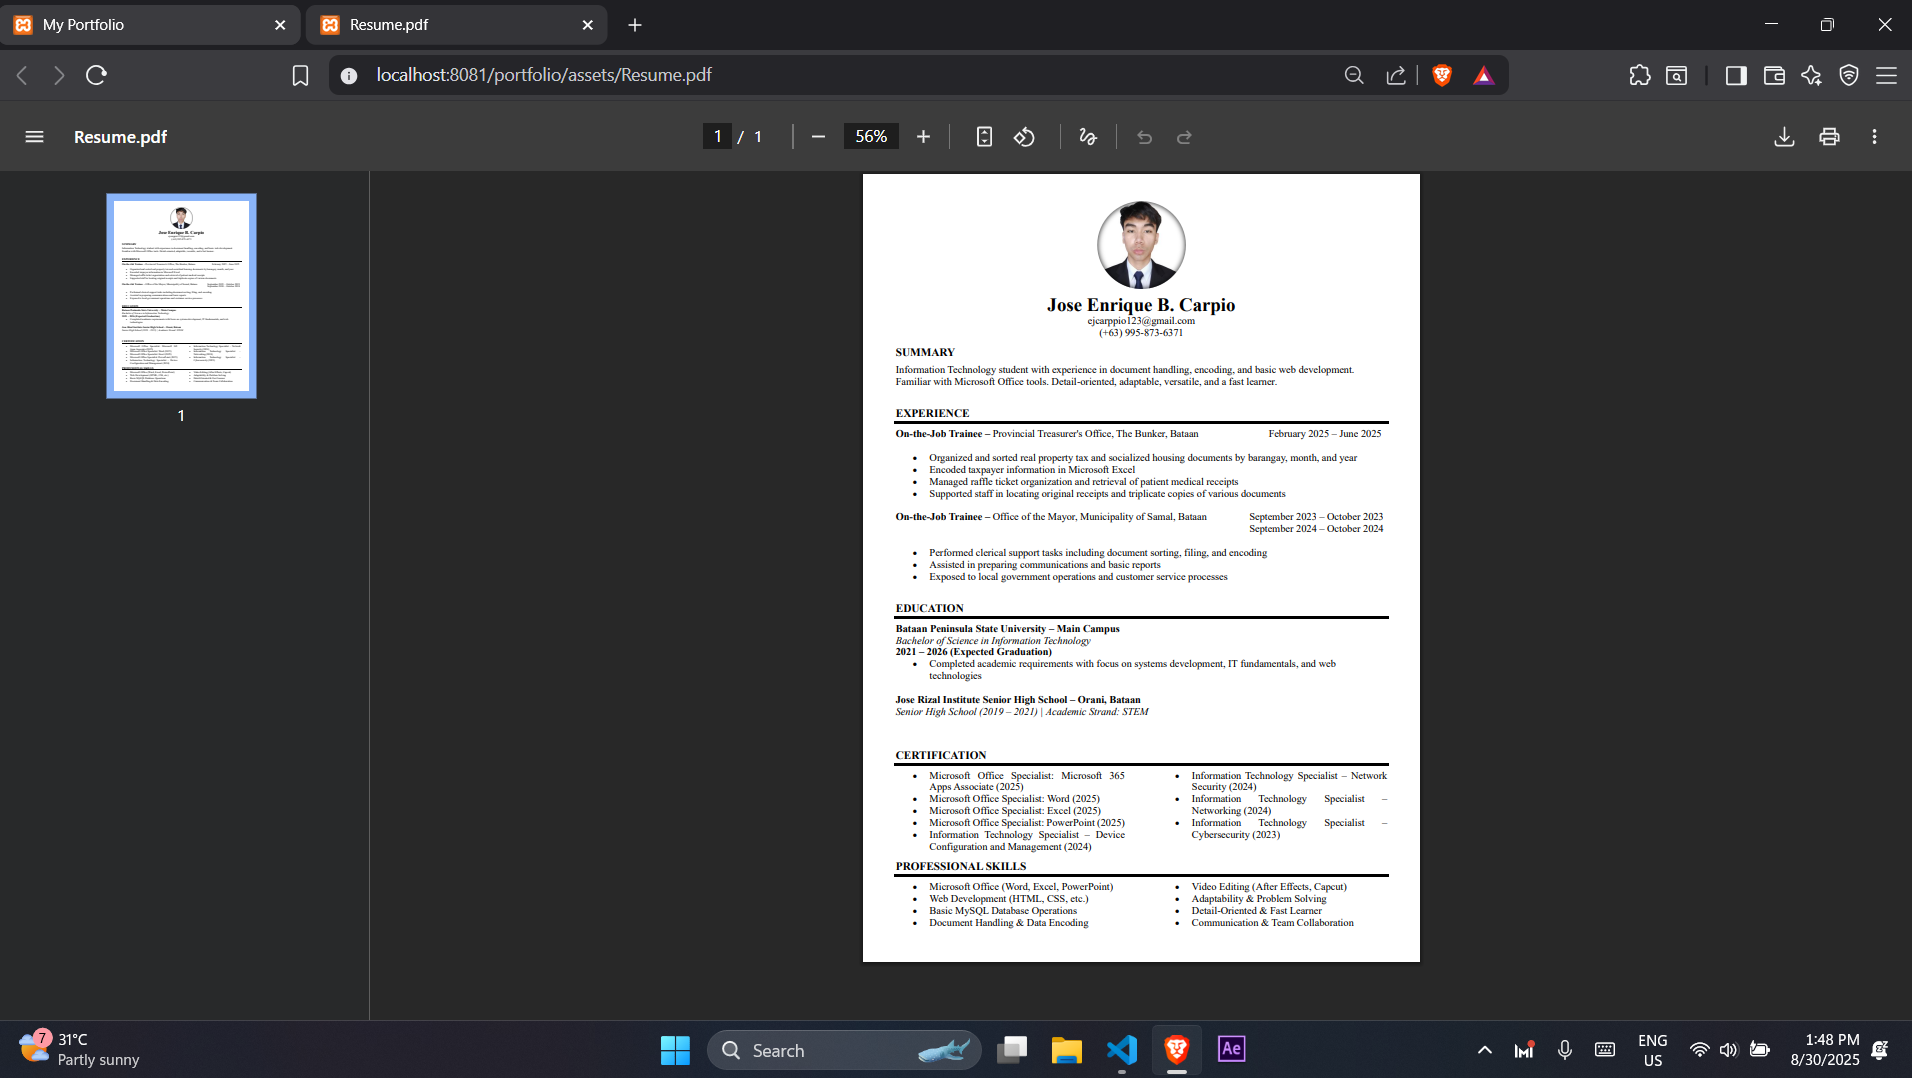 My Portfolio
Resume.pdf
localhost:8081/portfolio/assets/Resume.pdf
Resume.pdf
1 / 1
56%
1
Jose Enrique B. Carpio
ejcarppio123@gmail.com
(+63) 995-873-6371
SUMMARY
Information Technology student with experience in document handling, encoding, and basic web development.
Familiar with Microsoft Office tools. Detail-oriented, adaptable, versatile, and a fast learner.
EXPERIENCE
On-the-Job Trainee – Provincial Treasurer's Office, The Bunker, Bataan February 2025 – June 2025
• Organized and sorted real property tax and socialized housing documents by barangay, month, and year
• Encoded taxpayer information in Microsoft Excel
• Managed raffle ticket organization and retrieval of patient medical receipts
• Supported staff in locating original receipts and triplicate copies of various documents
On-the-Job Trainee – Office of the Mayor, Municipality of Samal, Bataan September 2023 – October 2023
September 2024 – October 2024
• Performed clerical support tasks including document sorting, filing, and encoding
• Assisted in preparing communications and basic reports
• Exposed to local government operations and customer service processes
EDUCATION
Bataan Peninsula State University – Main Campus
Bachelor of Science in Information Technology
2021 – 2026 (Expected Graduation)
• Completed academic requirements with focus on systems development, IT fundamentals, and web
technologies
Jose Rizal Institute Senior High School – Orani, Bataan
Senior High School (2019 – 2021) | Academic Strand: STEM
CERTIFICATION
• Microsoft Office Specialist: Microsoft 365
Apps Associate (2025)
• Microsoft Office Specialist: Word (2025)
• Microsoft Office Specialist: Excel (2025)
• Microsoft Office Specialist: PowerPoint (2025)
• Information Technology Specialist – Device
Configuration and Management (2024)
• Information Technology Specialist – Network
Security (2024)
• Information Technology Specialist –
Networking (2024)
• Information Technology Specialist –
Cybersecurity (2023)
PROFESSIONAL SKILLS
• Microsoft Office (Word, Excel, PowerPoint)
• Web Development (HTML, CSS, etc.)
• Basic MySQL Database Operations
• Document Handling & Data Encoding
• Video Editing (After Effects, Capcut)
• Adaptability & Problem Solving
• Detail-Oriented & Fast Learner
• Communication & Team Collaboration
7
31°C
Partly sunny
Search
Ae
ENG
US
1:48 PM
8/30/2025